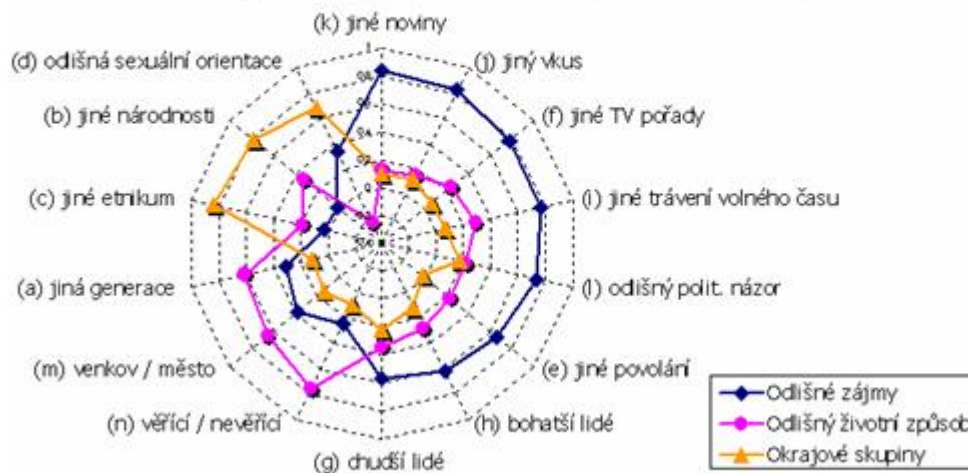 (k) jiné noviny
(d) odlišná sexuální orientace
(j) jiný vkus
(b) jiné národnosti
(f) jiné TV pořady
(c) jiné etnikum
(i) jiné trávení volného času
(a) jiná generace
(l) odlišný polit. názor
(m) venkov / město
(e) jiné povolání
(n) věřící / nevěřící
(h) bohatší lidé
(g) chudší lidé
Odlišné zájmy
Odlišný životní způsob
Okrajové skupiny